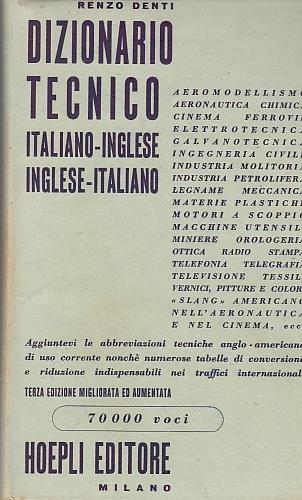 RENZO DENTI
DIZIONARIO
TECNICO
ITALIANO-INGLESE
INGLESE-ITALIANO
AEROMODELLISMO
AERONAUTICA CHIMICA
CINEMA FERROVIE
ELETTROTECNICA
GALVANOTECNICA
INGEGNERIA CIVILE
INDUSTRIA MOLITORIA
INDUSTRIA PETROLIFERA
LEGNAME MECCANICA
MATERIE PLASTICHE
MOTORI A SCOPPIO
MACCHINE UTENSILI
MINIERE OROLOGERIA
OTTICA RADIO STAMPA
TELEFONIA TELEGRAFIA
TELEVISIONE TESSILI
VERNICI, PITTURE E COLORI
«SLANG» AMERICANO
NELL'AERONAUTICA
E NEL CINEMA, ecc.
Aggiuntevi le abbreviazioni tecniche anglo-americane
di uso corrente nonchè numerose tabelle di conversione
e riduzione indispensabili nei traffici internazionali
TERZA EDIZIONE MIGLIORATA ED AUMENTATA
70000 voci
HOEPLI EDITORE
MILANO